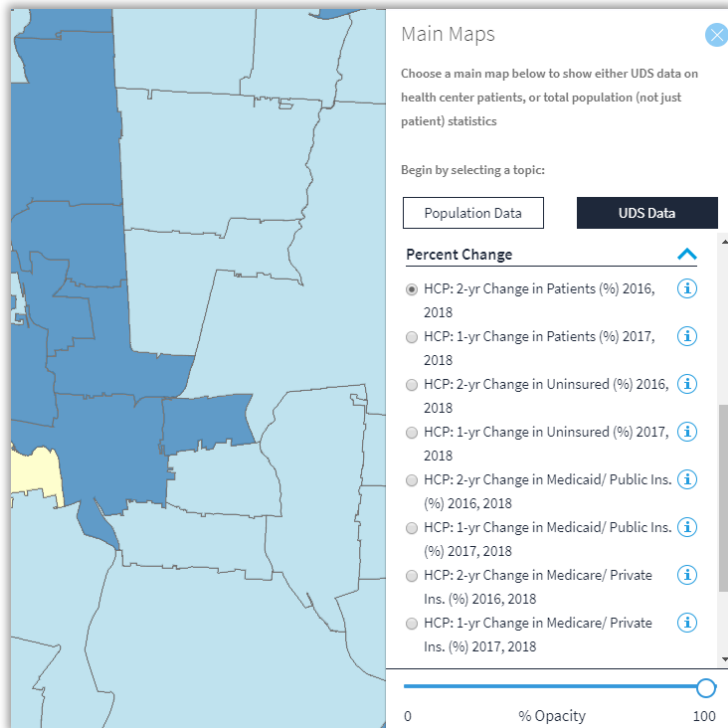 Main Maps
Choose a main map below to show either UDS data on
health center patients, or total population (not just
patient) statistics
Begin by selecting a topic:
Population Data
UDS Data
Percent Change
HCP: 2-yr Change in Patients (%) 2016,
2018
HCP: 1-yr Change in Patients (%) 2017,
2018
HCP: 2-yr Change in Uninsured (%) 2016,
2018
HCP: 1-yr Change in Uninsured (%) 2017,
2018
HCP: 2-yr Change in Medicaid/ Public Ins.
(%) 2016, 2018
HCP: 1-yr Change in Medicaid/ Public Ins.
(%) 2017, 2018
HCP: 2-yr Change in Medicare/ Private
Ins. (%) 2016, 2018
HCP: 1-yr Change in Medicare/ Private
Ins. (%) 2017, 2018
0 % Opacity 100